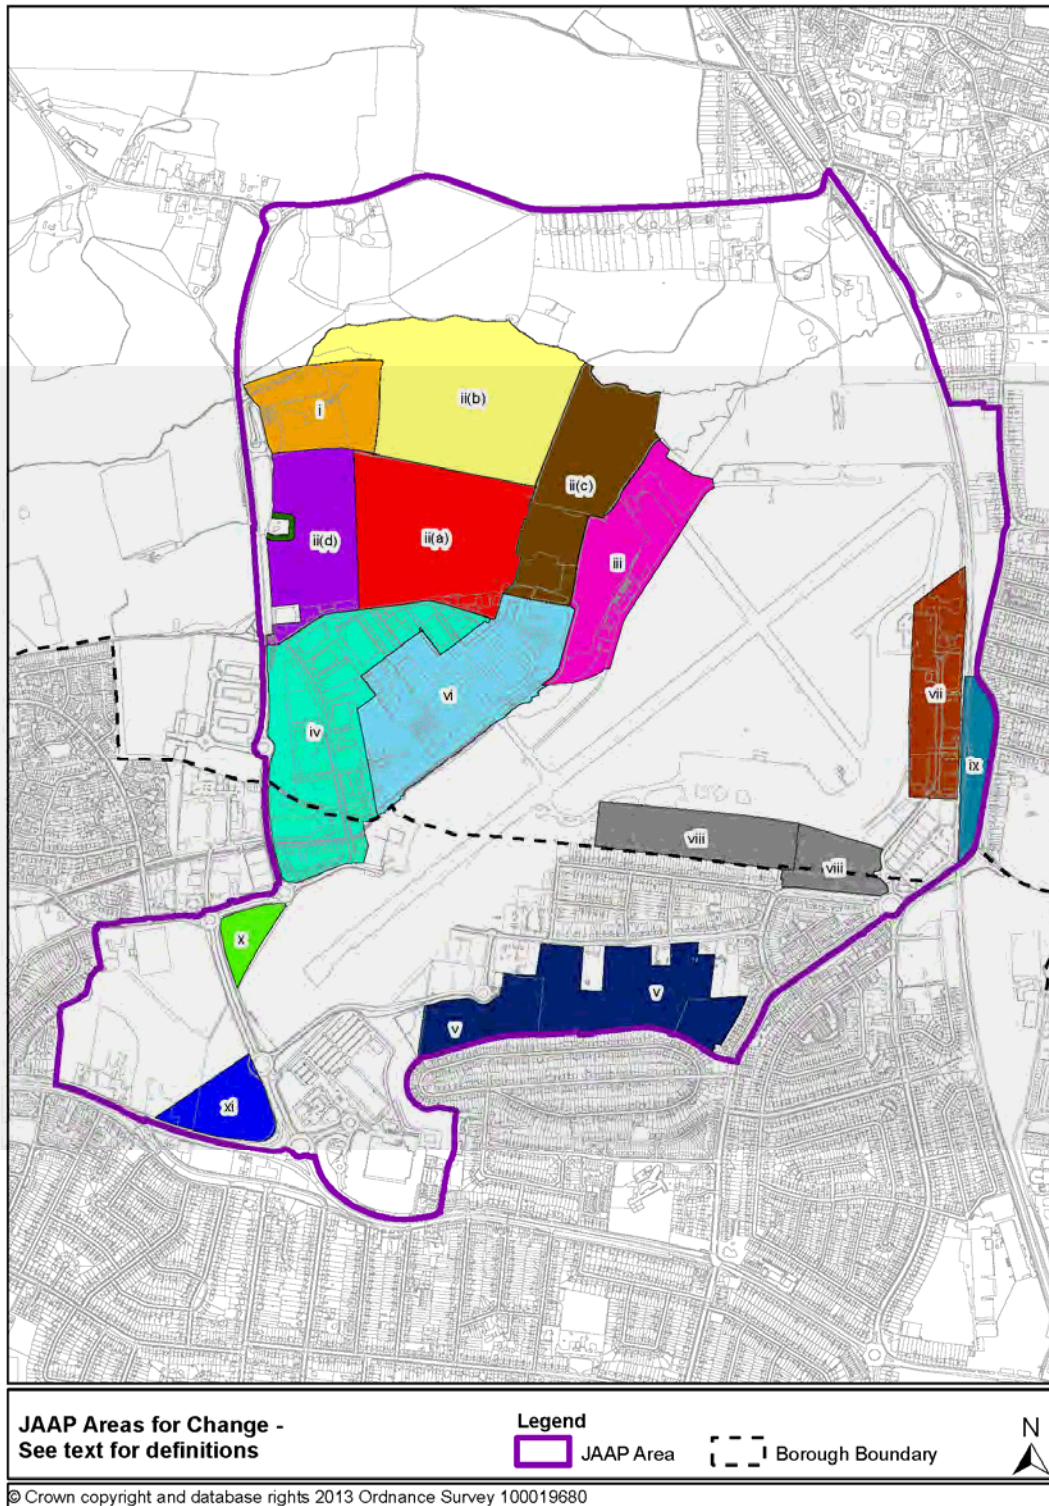 ii(b)
i
ii(c)
ii(d)
ii(a)
iii
vi
vii
iv
ix
viii
viii
x
v
v
xi
JAAP Areas for Change -
See text for definitions
Legend
JAAP Area
Borough Boundary
N
© Crown copyright and database rights 2013 Ordnance Survey 100019680